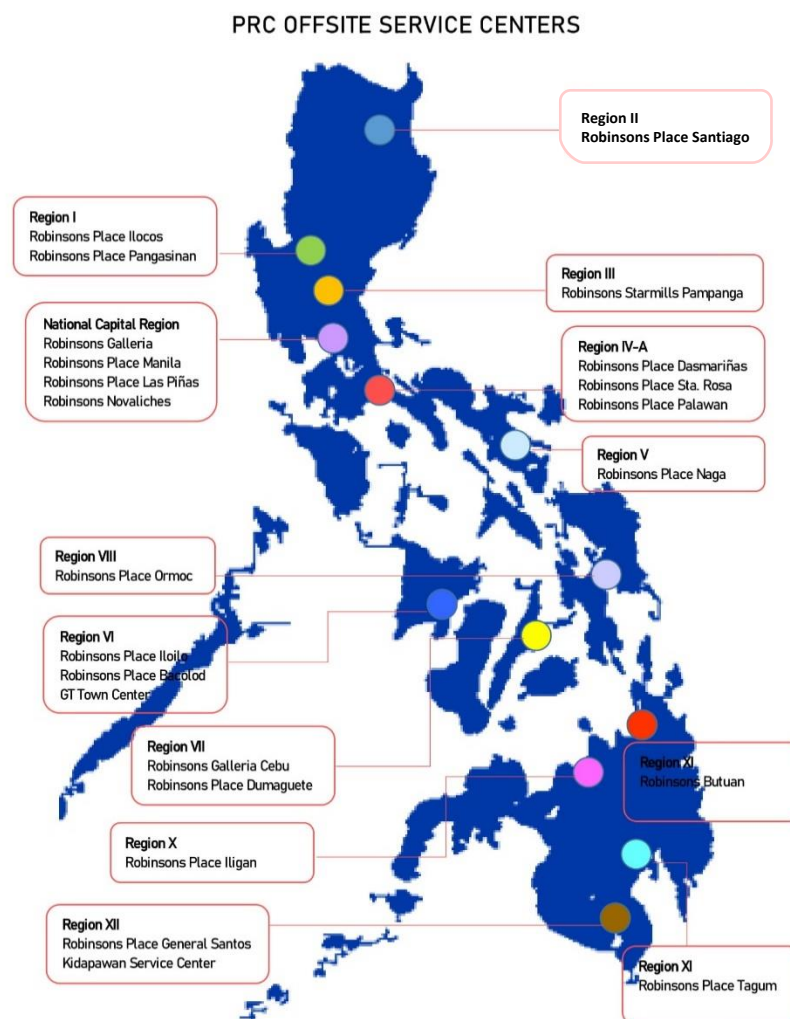 PRC OFFSITE SERVICE CENTERS
Region II
Robinsons Place Santiago
Region I
Robinsons Place Ilocos
Robinsons Place Pangasinan
Region III
Robinsons Starmills Pampanga
National Capital Region
Robinsons Galleria
Robinsons Place Manila
Robinsons Place Las Piñas
Robinsons Novaliches
Region IV-A
Robinsons Place Dasmariñas
Robinsons Place Sta. Rosa
Robinsons Place Palawan
Region V
Robinsons Place Naga
Region VIII
Robinsons Place Ormoc
Region VI
Robinsons Place Iloilo
Robinsons Place Bacolod
GT Town Center
Region VII
Robinsons Galleria Cebu
Robinsons Place Dumaguete
Region XI
Robinsons Butuan
Region X
Robinsons Place Iligan
Region XII
Robinsons Place General Santos
Kidapawan Service Center
Region XI
Robinsons Place Tagum